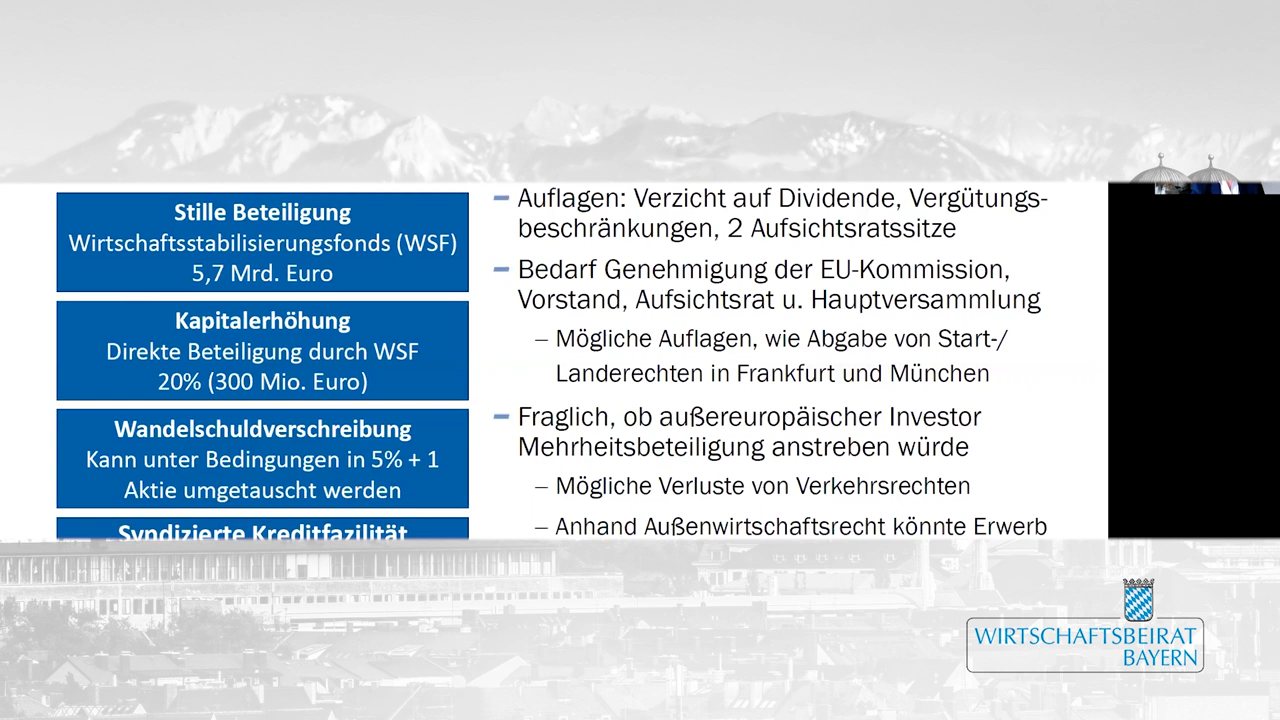 Stille Beteiligung
Wirtschaftsstabilisierungsfonds (WSF)
5,7 Mrd. Euro
Kapitalerhöhung
Direkte Beteiligung durch WSF
20% (300 Mio. Euro)
Wandelschuldverschreibung
Kann unter Bedingungen in 5% + 1
Aktie umgetauscht werden
Syndizierte Kreditfazilität
– Auflagen: Verzicht auf Dividende, Vergütungs-
beschränkungen, 2 Aufsichtsratssitze
– Bedarf Genehmigung der EU-Kommission,
Vorstand, Aufsichtsrat u. Hauptversammlung
– Mögliche Auflagen, wie Abgabe von Start-/
Landerechten in Frankfurt und München
– Fraglich, ob außereuropäischer Investor
Mehrheitsbeteiligung anstreben würde
– Mögliche Verluste von Verkehrsrechten
– Anhand Außenwirtschaftsrecht könnte Erwerb
WIRTSCHAFTSBEIRAT
BAYERN